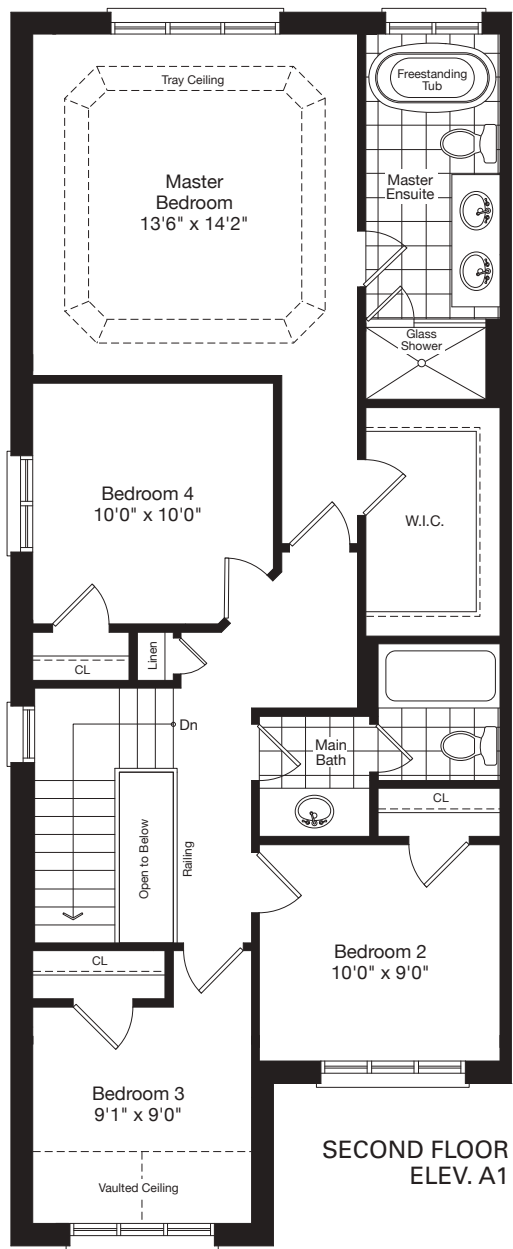 Tray Ceiling
Freestanding
Tub
Master
Bedroom
13'6" x 14'2"
Master
Ensuite
Glass
Shower
Bedroom 4
10'0" x 10'0"
W.I.C.
CL
Linen
Dn
Main
Bath
CL
Open to Below
Railing
CL
Bedroom 2
10'0" x 9'0"
Bedroom 3
9'1" x 9'0"
Vaulted Ceiling
SECOND FLOOR
ELEV. A1